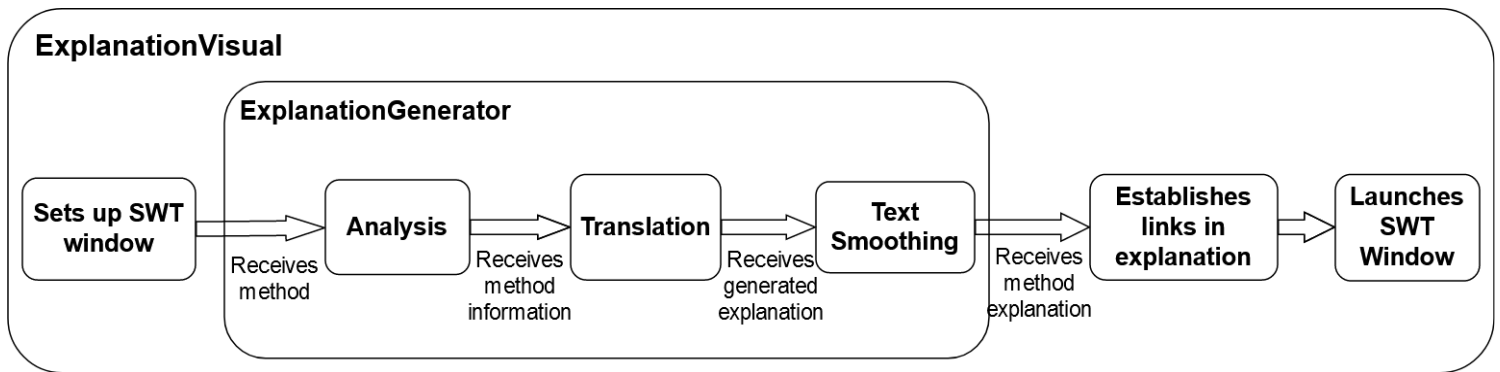 ExplanationVisual
ExplanationGenerator
Sets up SWT
window
Receives
method
Analysis
Receives
method
information
Translation
Receives
generated
explanation
Text
Smoothing
Receives
method
explanation
Establishes
links in
explanation
Launches
SWT
Window